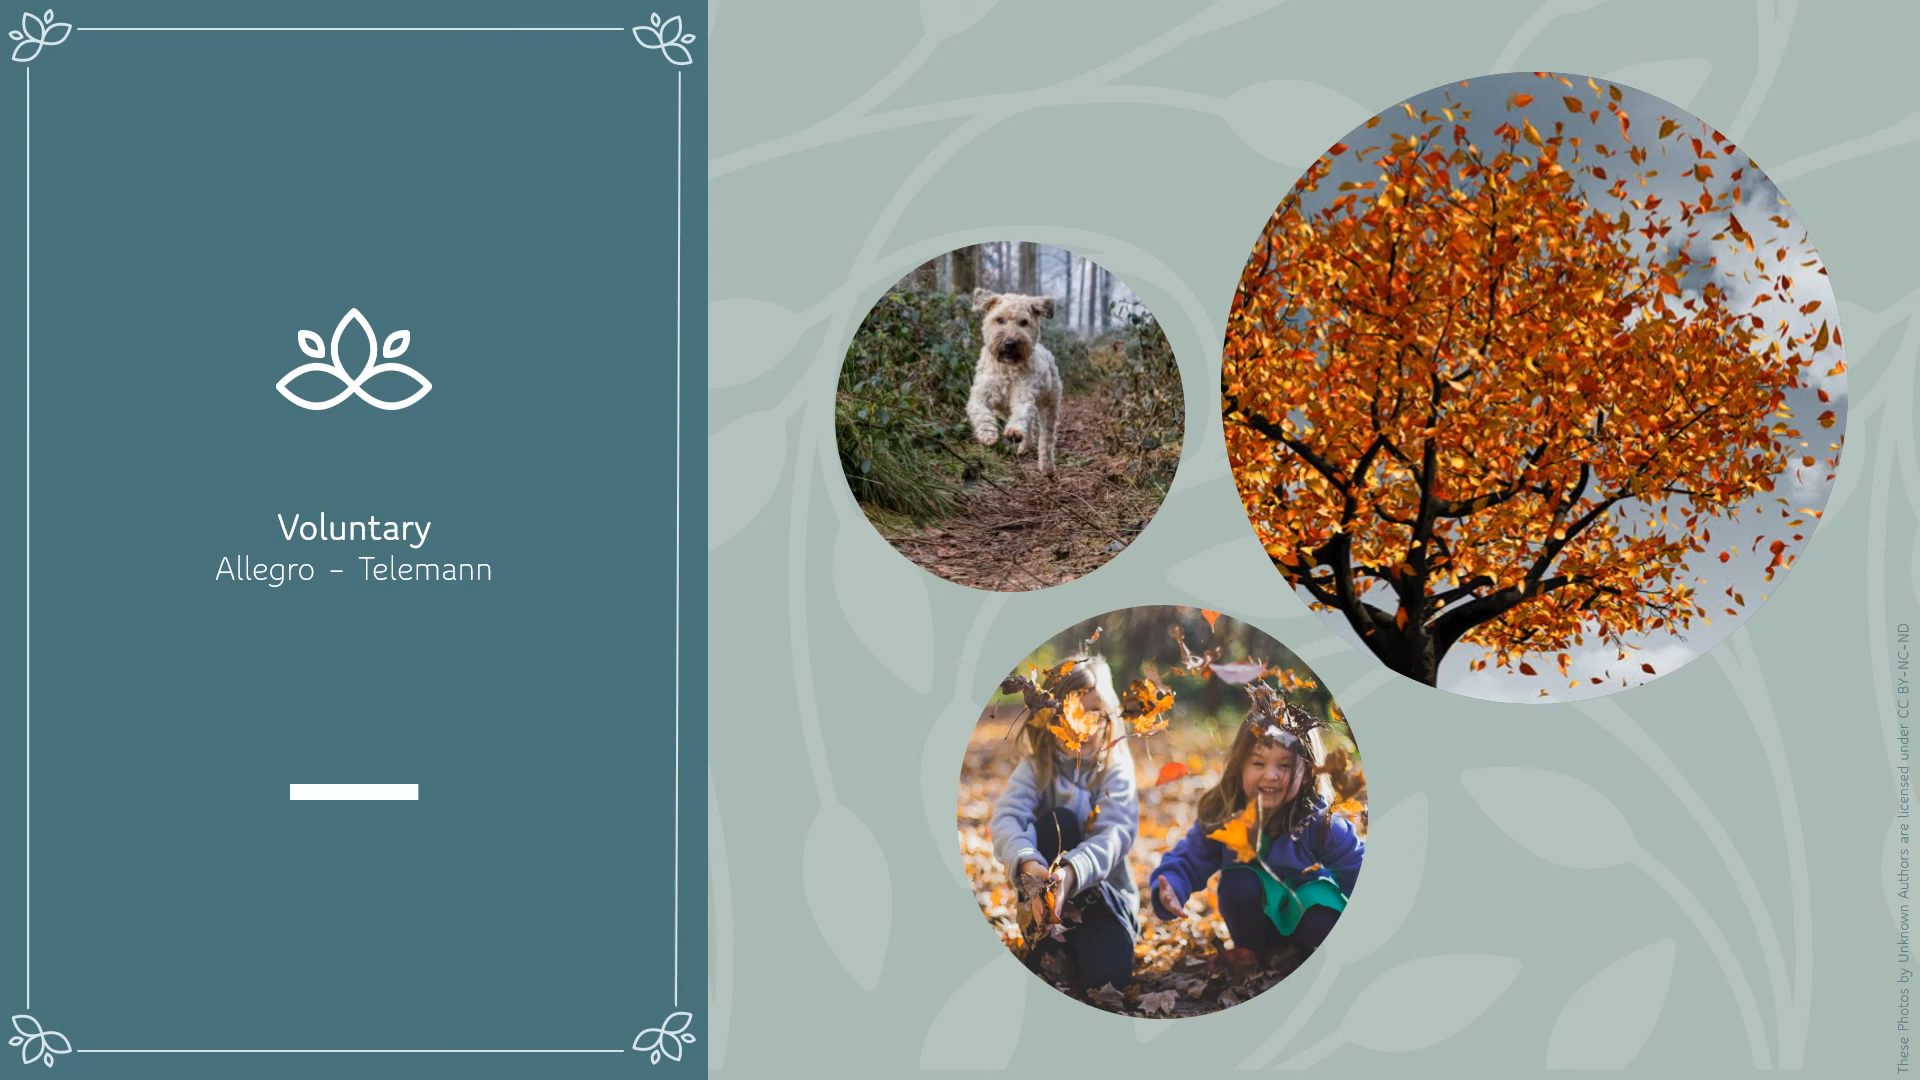 Voluntary
Allegro – Telemann
These Photos by Unknown Authors are licensed under CC BY-NC-ND